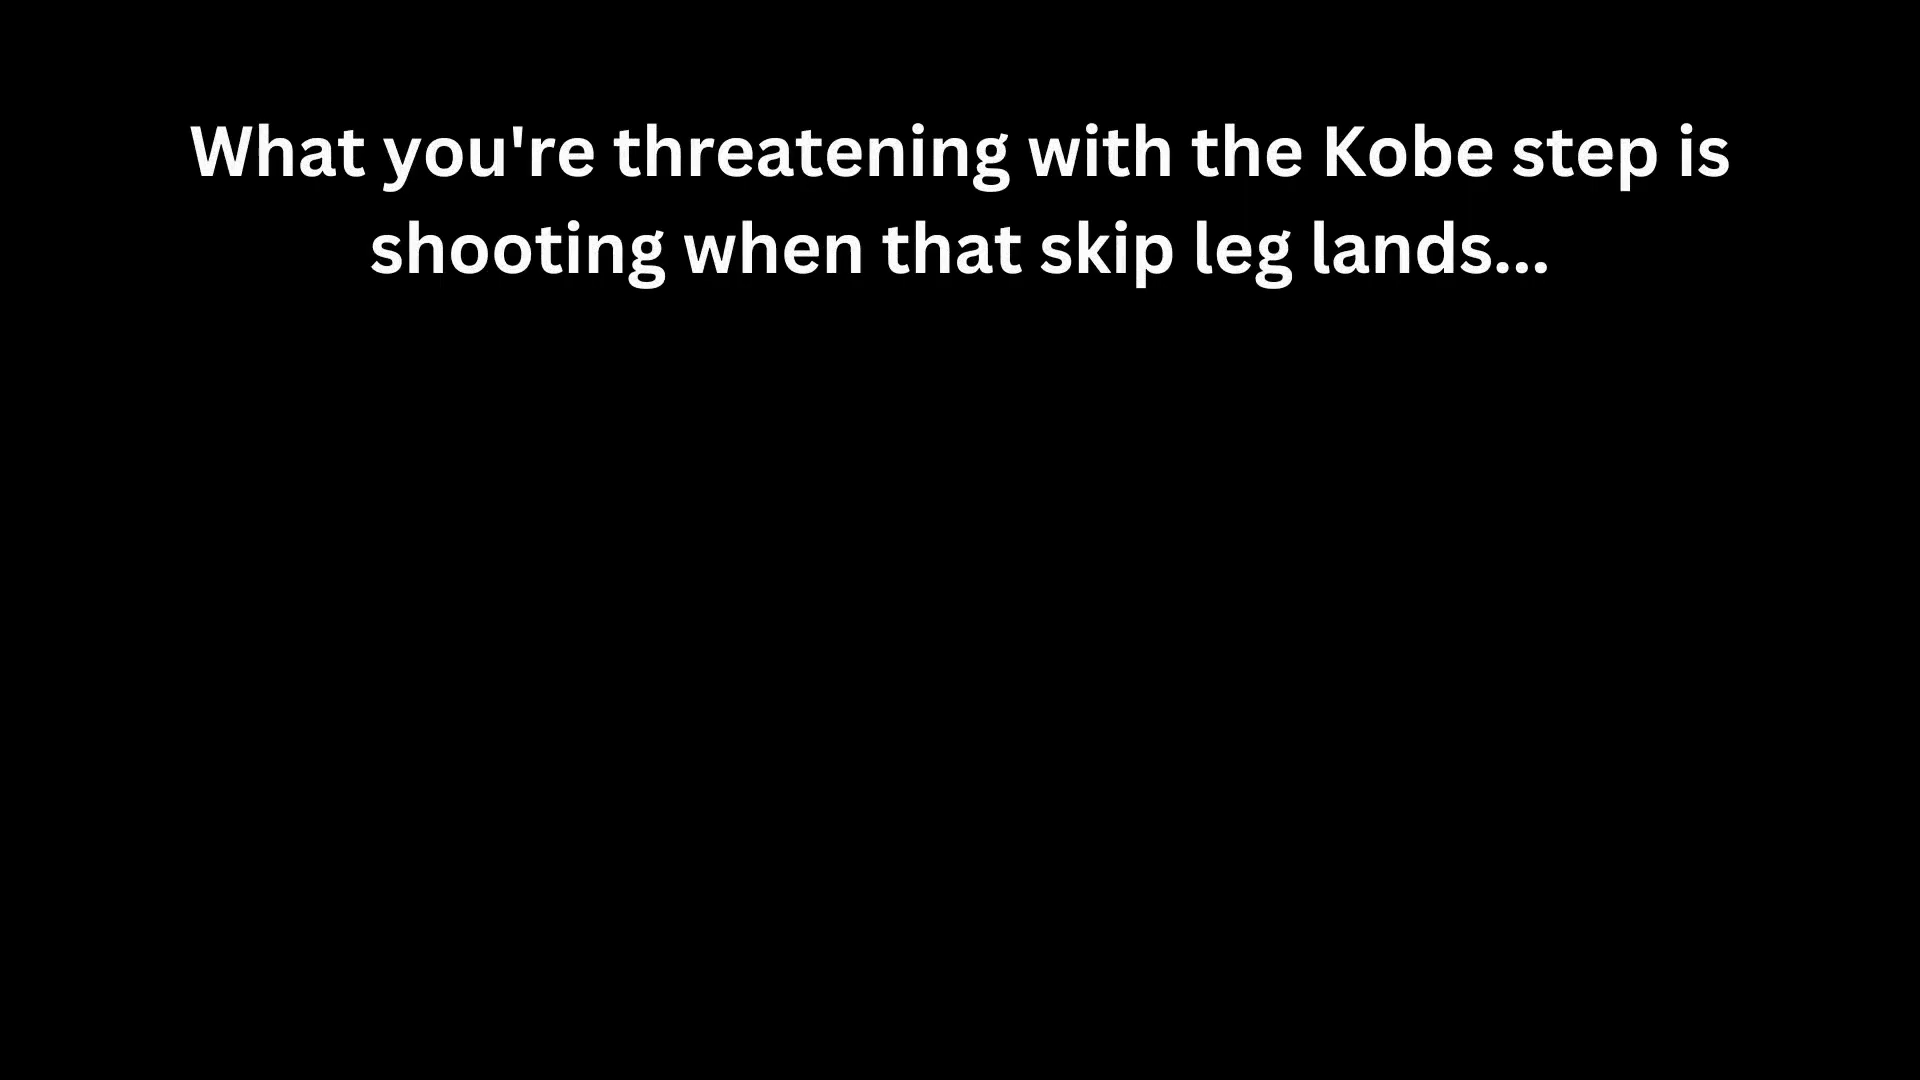 What you're threatening with the Kobe step is
shooting when that skip leg lands...